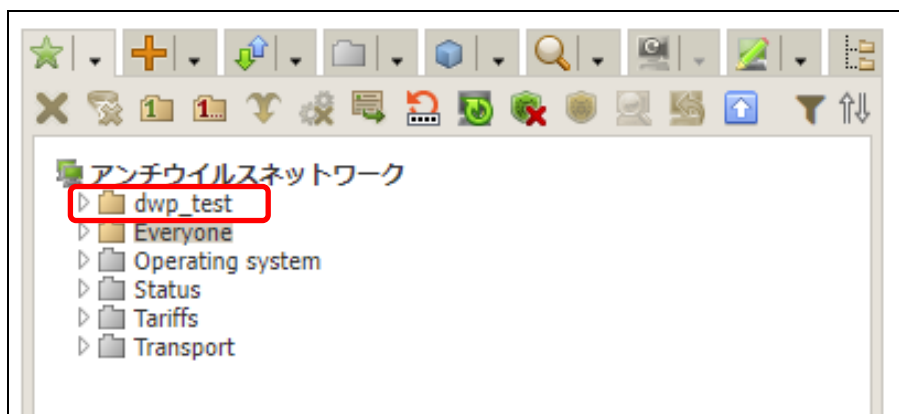 アンチウイルスネットワーク
dwp_test
Everyone
Operating system
Status
Tariffs
Transport